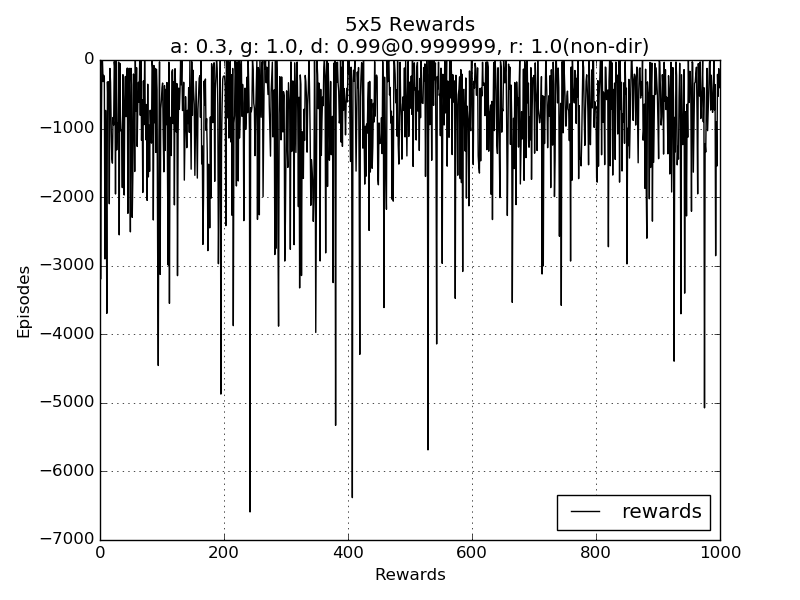 5x5 Rewards
a: 0.3, g: 1.0, d: 0.99@0.999999, r: 1.0(non-dir)
0
−1000
−2000
−3000
−4000
−5000
−6000
−7000
Episodes
rewards
0 200 400 600 800 1000
Rewards